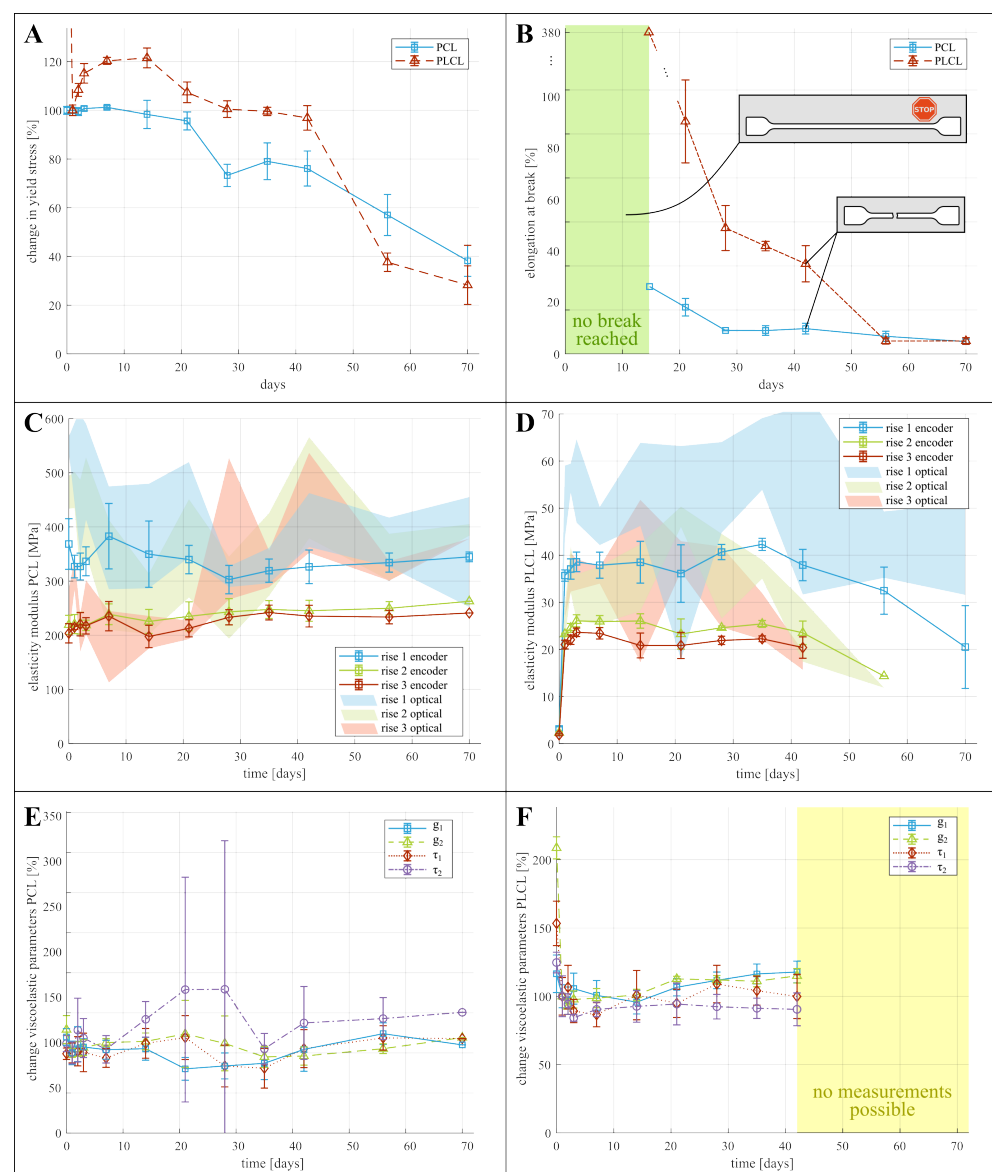 A
PCL
PLCL
change in yield stress [%]
120
100
80
60
40
20
0
0 10 20 30 40 50 60 70
days
B
PCL
PLCL
STOP
elongation at break [%]
380
100
80
60
40
20
0
no break
reached
0 10 20 30 40 50 60 70
days
C
elasticity modulus PCL [MPa]
600
500
400
300
200
100
0
rise 1 encoder
rise 2 encoder
rise 3 encoder
rise 1 optical
rise 2 optical
rise 3 optical
0 10 20 30 40 50 60 70
time [days]
D
elasticity modulus PLCL [MPa]
70
60
50
40
30
20
10
0
rise 1 encoder
rise 2 encoder
rise 3 encoder
rise 1 optical
rise 2 optical
rise 3 optical
0 10 20 30 40 50 60 70
time [days]
E
change viscoelastic parameters PCL [%]
350
300
250
200
150
100
50
0
g₁
g₂
τ₁
τ₂
0 10 20 30 40 50 60 70
time [days]
F
change viscoelastic parameters PLCL [%]
200
150
100
50
0
g₁
g₂
τ₁
τ₂
no measurements
possible
0 10 20 30 40 50 60 70
time [days]